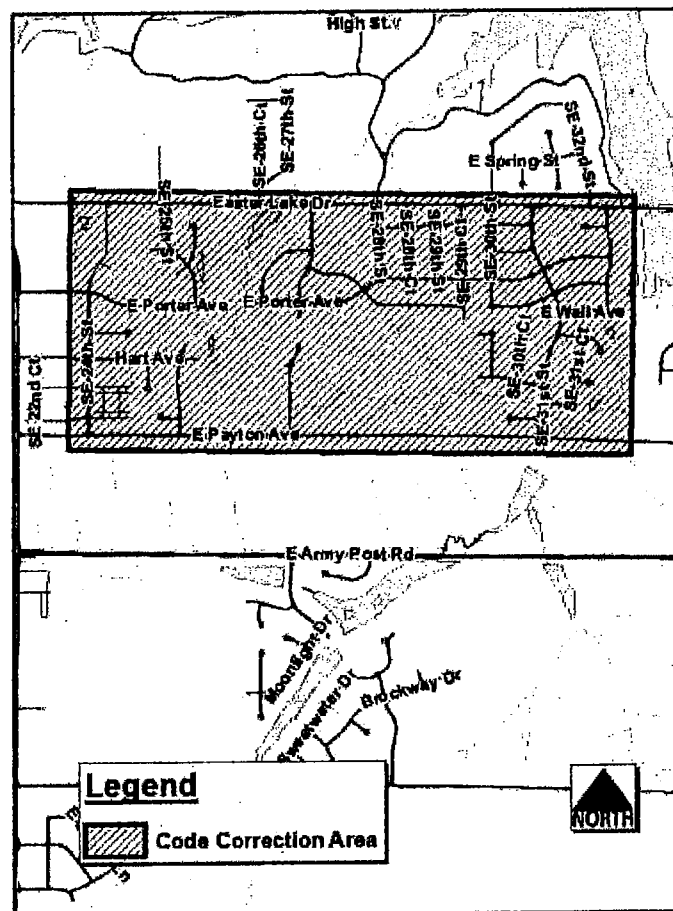 High St
SE 26th Ct
SE 27th St
SE 32nd St
E Spring St
Easter Lake Dr
SE 25th St
SE 28th St
SE 28th Ct
SE 29th St
SE 29th Ct
SE 30th St
E Porter Ave
E Porter Ave
E Wall Ave
SE 24th St
Hart Ave
SE 22nd Ct
SE 30th Ct
SE 31st St
SE 31st Ct
E Payton Ave
E Army Post Rd
Moonlight Dr
Sweetwater Dr
Brockway Dr
Legend
Code Correction Area
NORTH